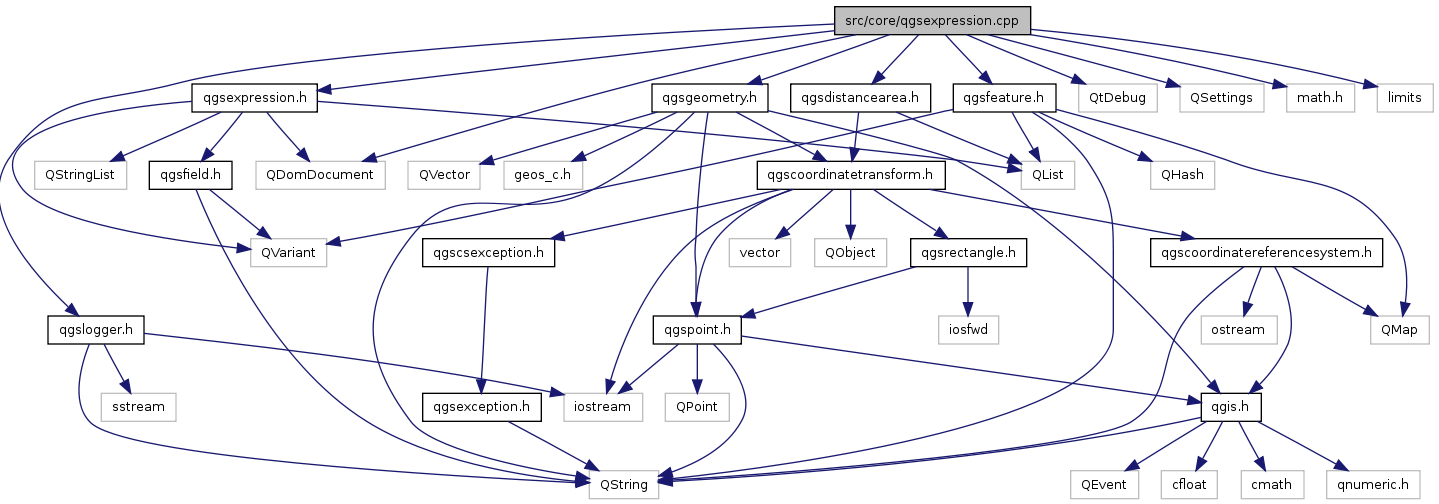 src/core/qgsexpression.cpp
qgsexpression.h
qgsgeometry.h
qgsdistancearea.h
qgsfeature.h
QtDebug
QSettings
math.h
limits
QStringList
qgsfield.h
QDomDocument
QVector
geos_c.h
qgscoordinatetransform.h
QList
QHash
QVariant
qgscsexception.h
vector
QObject
qgsrectangle.h
qgscoordinatereferencesystem.h
qgslogger.h
qgspoint.h
iosfwd
ostream
QMap
sstream
qgsexception.h
iostream
QPoint
qgis.h
QString
QEvent
cfloat
cmath
qnumeric.h